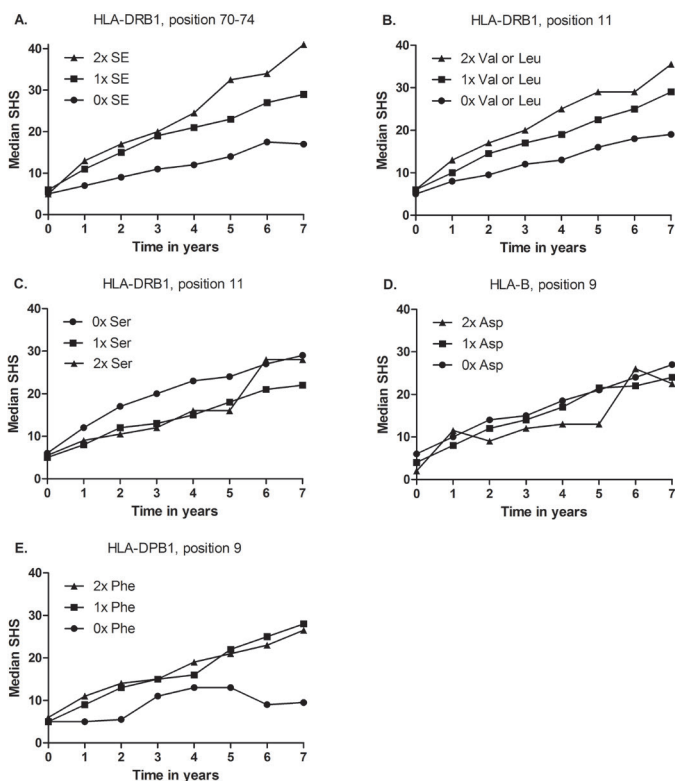 A. HLA-DRB1, position 70-74
40
30
20
10
0
Median SHS
2x SE
1x SE
0x SE
0 1 2 3 4 5 6 7
Time in years
B. HLA-DRB1, position 11
40
30
20
10
0
Median SHS
2x Val or Leu
1x Val or Leu
0x Val or Leu
0 1 2 3 4 5 6 7
Time in years
C. HLA-DRB1, position 11
40
30
20
10
0
Median SHS
0x Ser
1x Ser
2x Ser
0 1 2 3 4 5 6 7
Time in years
D. HLA-B, position 9
40
30
20
10
0
Median SHS
2x Asp
1x Asp
0x Asp
0 1 2 3 4 5 6 7
Time in years
E. HLA-DPB1, position 9
40
30
20
10
0
Median SHS
2x Phe
1x Phe
0x Phe
0 1 2 3 4 5 6 7
Time in years